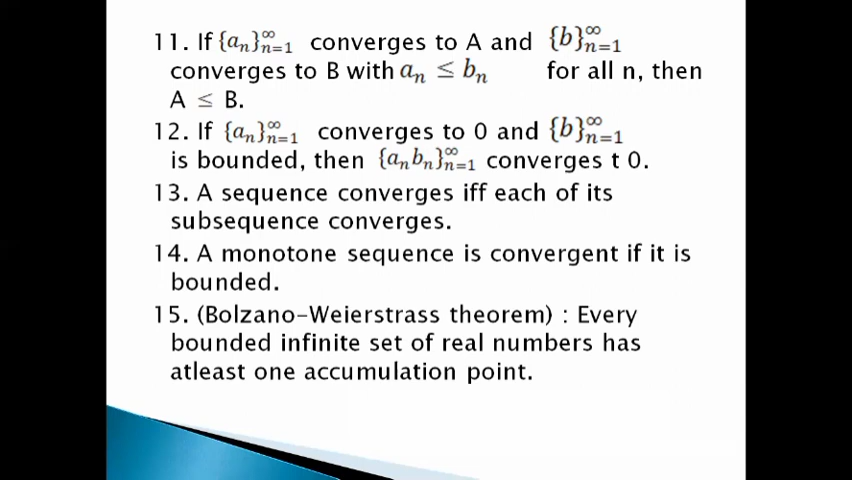 11. If {aₙ}ₙ₌₁^∞ converges to A and {b}ₙ₌₁^∞
converges to B with aₙ ≤ bₙ for all n, then
A ≤ B.
12. If {aₙ}ₙ₌₁^∞ converges to 0 and {b}ₙ₌₁^∞
is bounded, then {aₙbₙ}ₙ₌₁^∞ converges t 0.
13. A sequence converges iff each of its
subsequence converges.
14. A monotone sequence is convergent if it is
bounded.
15. (Bolzano-Weierstrass theorem) : Every
bounded infinite set of real numbers has
atleast one accumulation point.